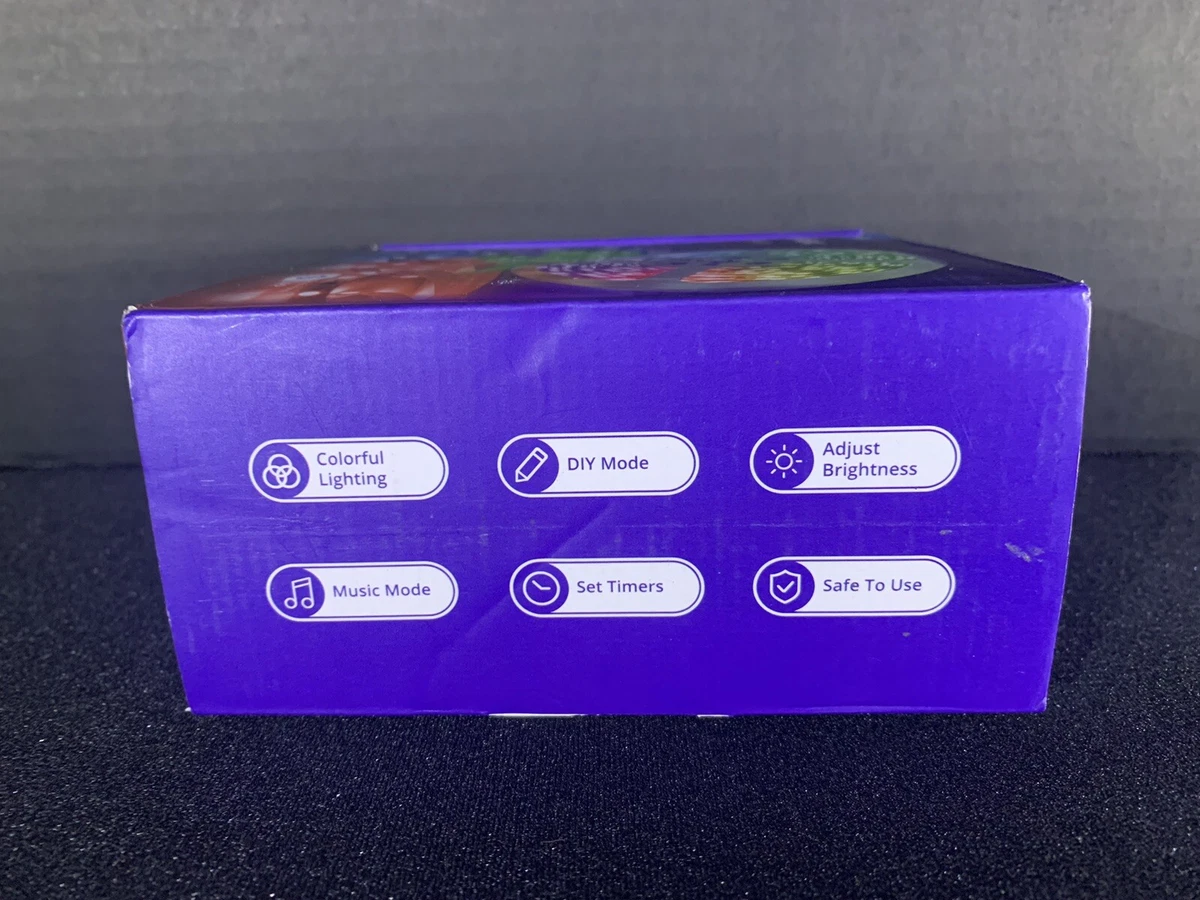 Colorful
Lighting
DIY Mode
Adjust
Brightness
Music Mode
Set Timers
Safe To Use